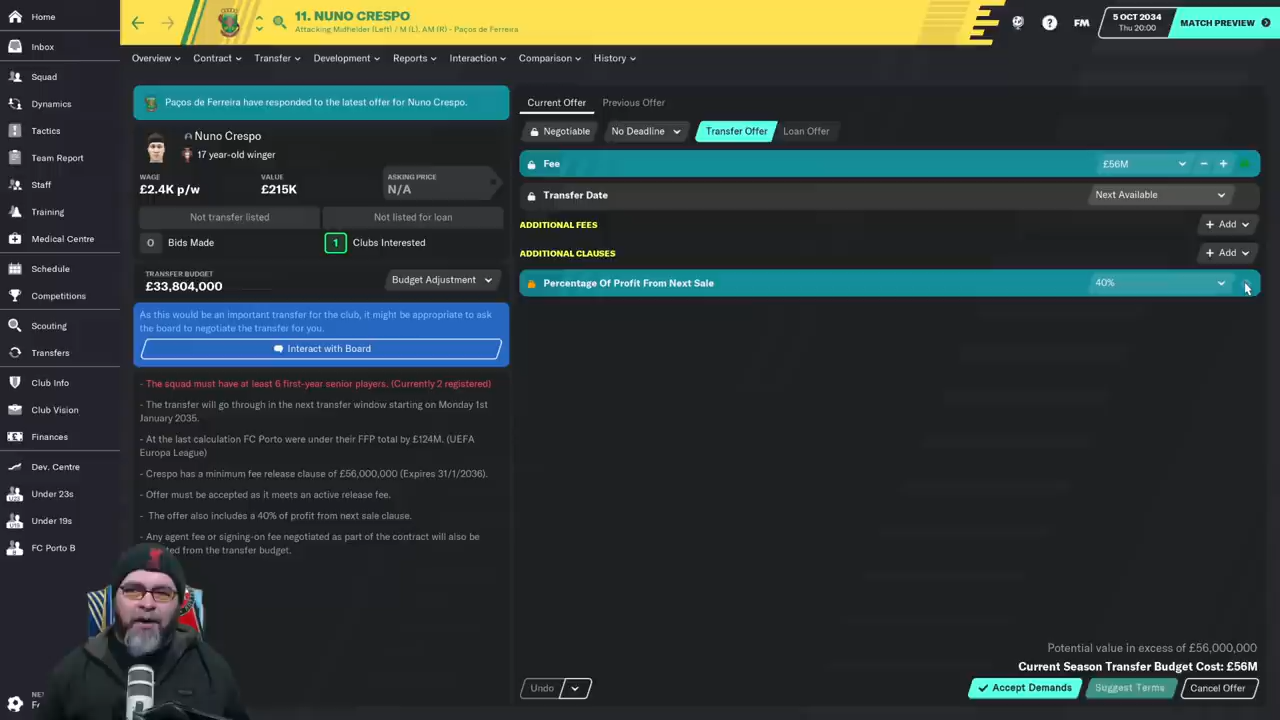 Home
Inbox
Squad
Dynamics
Tactics
Team Report
Staff
Training
Medical Centre
Schedule
Competitions
Scouting
Transfers
Club Info
Club Vision
Finances
Dev. Centre
Under 23s
Under 19s
FC Porto B
11. NUNO CRESPO
Attacking Midfielder (Left) / M (L), AM (R) - Paços de Ferreira
FM
5 OCT 2034
Thu 20:00
MATCH PREVIEW
Overview
Contract
Transfer
Development
Reports
Interaction
Comparison
History
Paços de Ferreira have responded to the latest offer for Nuno Crespo.
Nuno Crespo
17 year-old winger
WAGE
£2.4K p/w
VALUE
£215K
ASKING PRICE
N/A
Not transfer listed
Not listed for loan
0 Bids Made
1 Clubs Interested
TRANSFER BUDGET
£33,804,000
Budget Adjustment
As this would be an important transfer for the club, it might be appropriate to ask
the board to negotiate the transfer for you.
Interact with Board
- The squad must have at least 6 first-year senior players. (Currently 2 registered)
- The transfer will go through in the next transfer window starting on Monday 1st
January 2035.
- At the last calculation FC Porto were under their FFP total by £124M. (UEFA
Europa League)
- Crespo has a minimum fee release clause of £56,000,000 (Expires 31/1/2036).
- Offer must be accepted as it meets an active release fee.
- The offer also includes a 40% of profit from next sale clause.
- Any agent fee or signing-on fee negotiated as part of the contract will also be
from the transfer budget.
Current Offer
Previous Offer
Negotiable
No Deadline
Transfer Offer
Loan Offer
Fee
£56M
Transfer Date
Next Available
ADDITIONAL FEES
+ Add
ADDITIONAL CLAUSES
+ Add
Percentage Of Profit From Next Sale
40%
Potential value in excess of £56,000,000
Current Season Transfer Budget Cost: £56M
Undo
Accept Demands
Suggest Terms
Cancel Offer